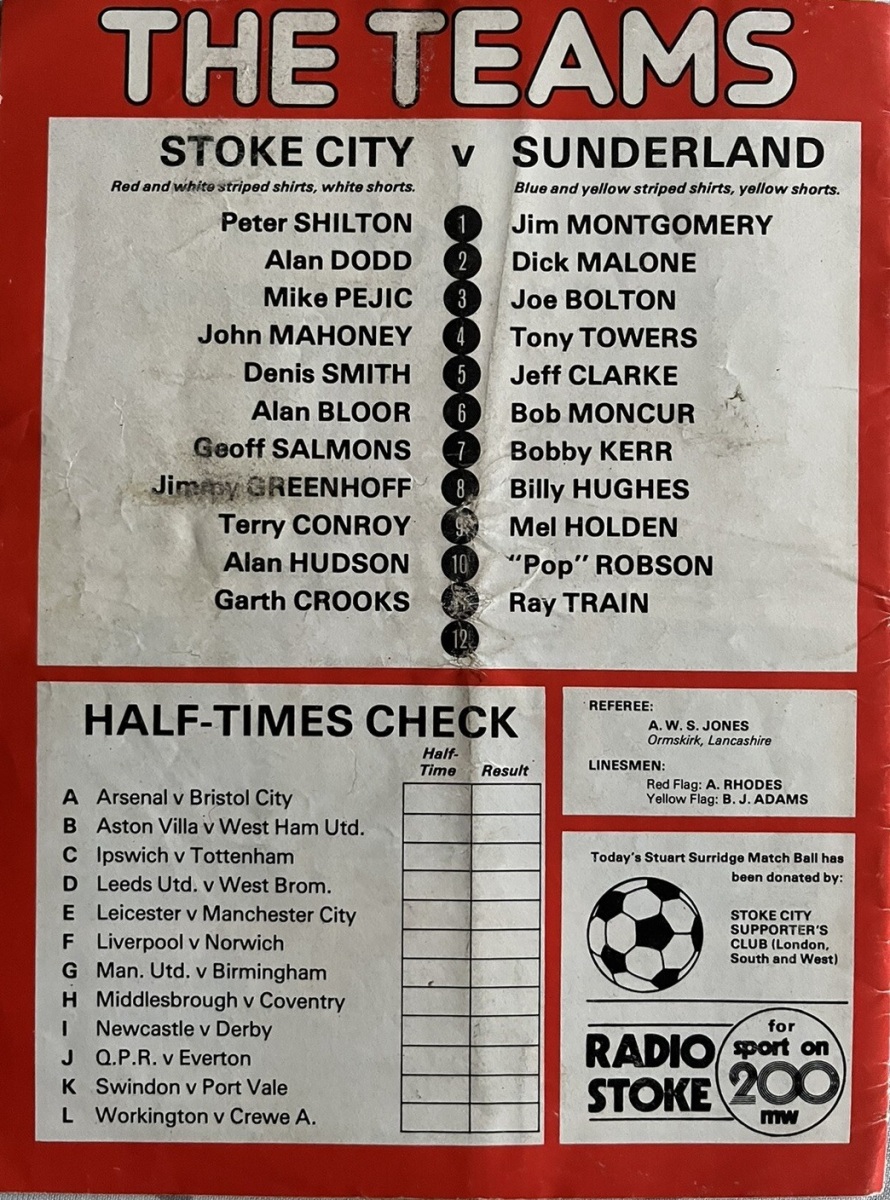 THE TEAMS
STOKE CITY v SUNDERLAND
Red and white striped shirts, white shorts. Blue and yellow striped shirts, yellow shorts.
Peter SHILTON 1 Jim MONTGOMERY
Alan DODD 2 Dick MALONE
Mike PEJIC 3 Joe BOLTON
John MAHONEY 4 Tony TOWERS
Denis SMITH 5 Jeff CLARKE
Alan BLOOR 6 Bob MONCUR
Geoff SALMONS 7 Bobby KERR
Jimmy GREENHOFF 8 Billy HUGHES
Terry CONROY 9 Mel HOLDEN
Alan HUDSON 10 "Pop" ROBSON
Garth CROOKS Ray TRAIN
12
HALF-TIMES CHECK
Half-
Time Result
A Arsenal v Bristol City
B Aston Villa v West Ham Utd.
C Ipswich v Tottenham
D Leeds Utd. v West Brom.
E Leicester v Manchester City
F Liverpool v Norwich
G Man. Utd. v Birmingham
H Middlesbrough v Coventry
I Newcastle v Derby
J Q.P.R. v Everton
K Swindon v Port Vale
L Workington v Crewe A.
REFEREE:
A. W. S. JONES
Ormskirk, Lancashire
LINESMEN:
Red Flag: A. RHODES
Yellow Flag: B. J. ADAMS
Today's Stuart Surridge Match Ball has
been donated by:
STOKE CITY
SUPPORTER'S
CLUB (London,
South and West)
RADIO
STOKE
for
sport on
200
mw